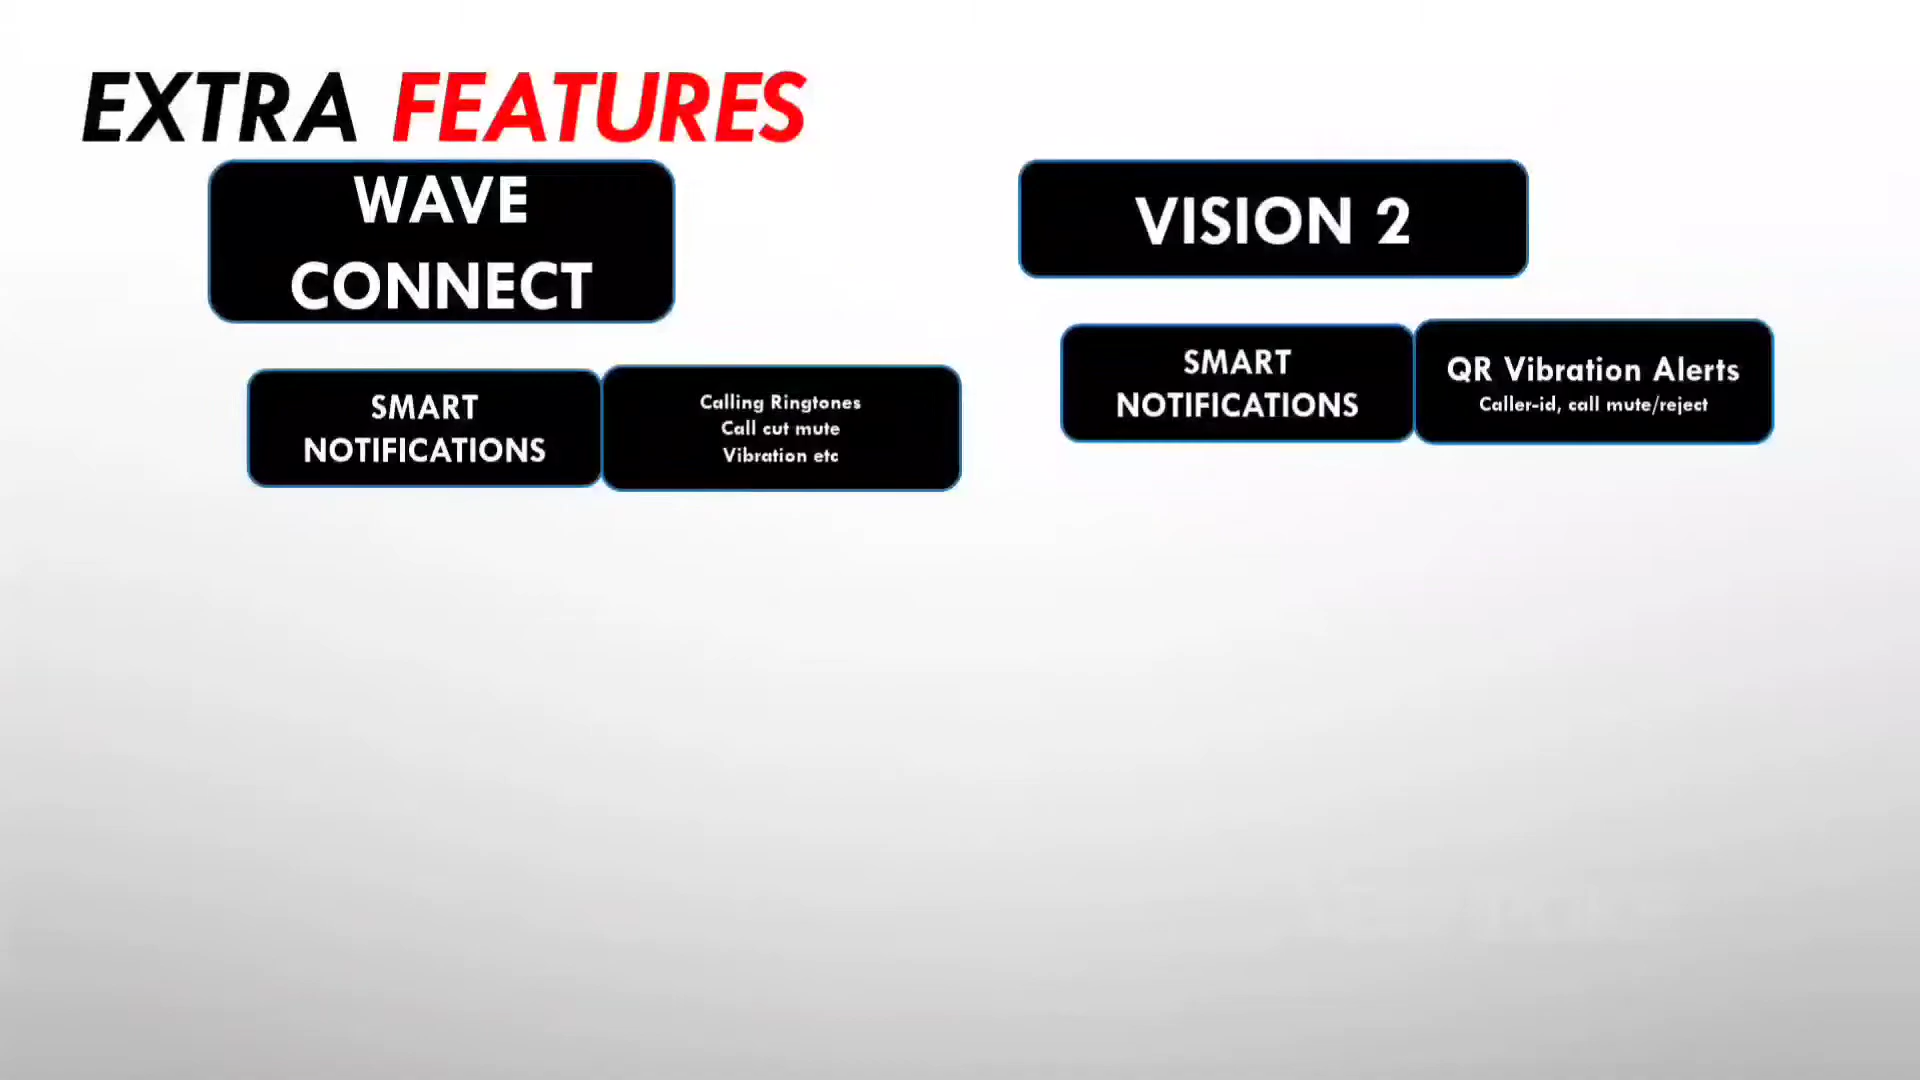 EXTRA FEATURES
WAVE
CONNECT
SMART
NOTIFICATIONS
Calling Ringtones
Call cut mute
Vibration etc
VISION 2
SMART
NOTIFICATIONS
QR Vibration Alerts
Caller-id, call mute/reject